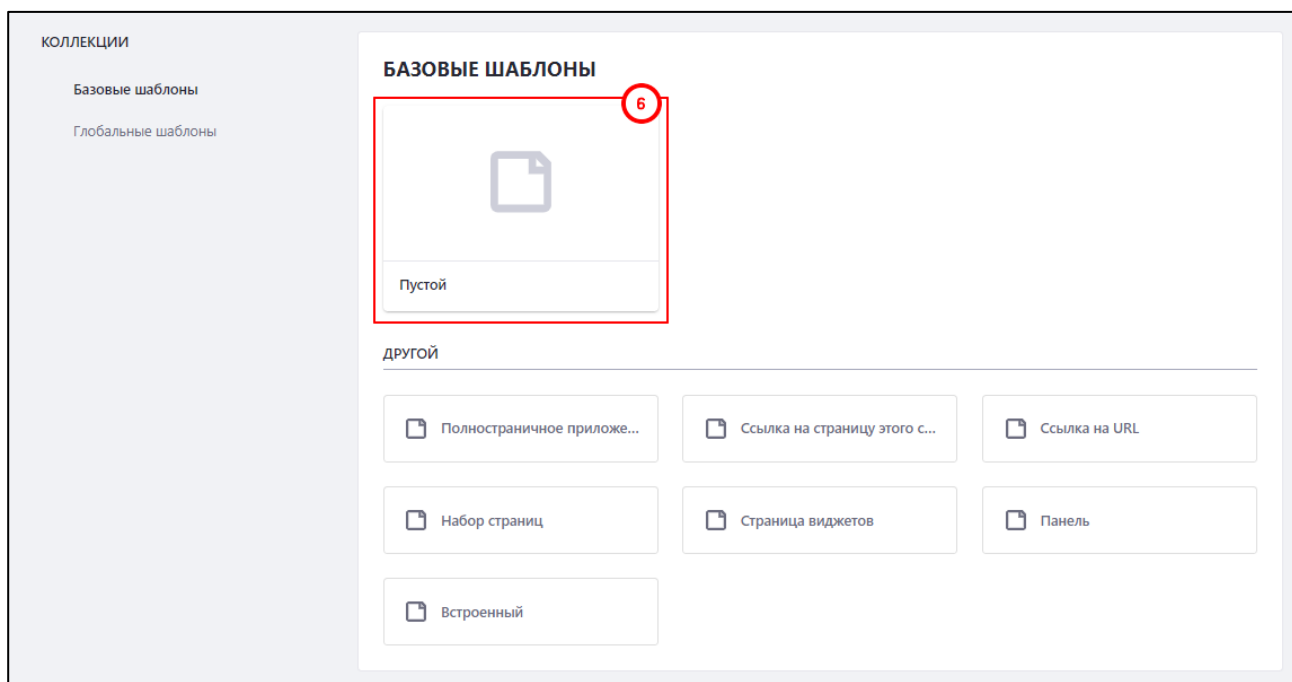 КОЛЛЕКЦИИ
Базовые шаблоны
Глобальные шаблоны
БАЗОВЫЕ ШАБЛОНЫ
6
Пустой
ДРУГОЙ
Полностраничное приложе...
Ссылка на страницу этого с...
Ссылка на URL
Набор страниц
Страница виджетов
Панель
Встроенный